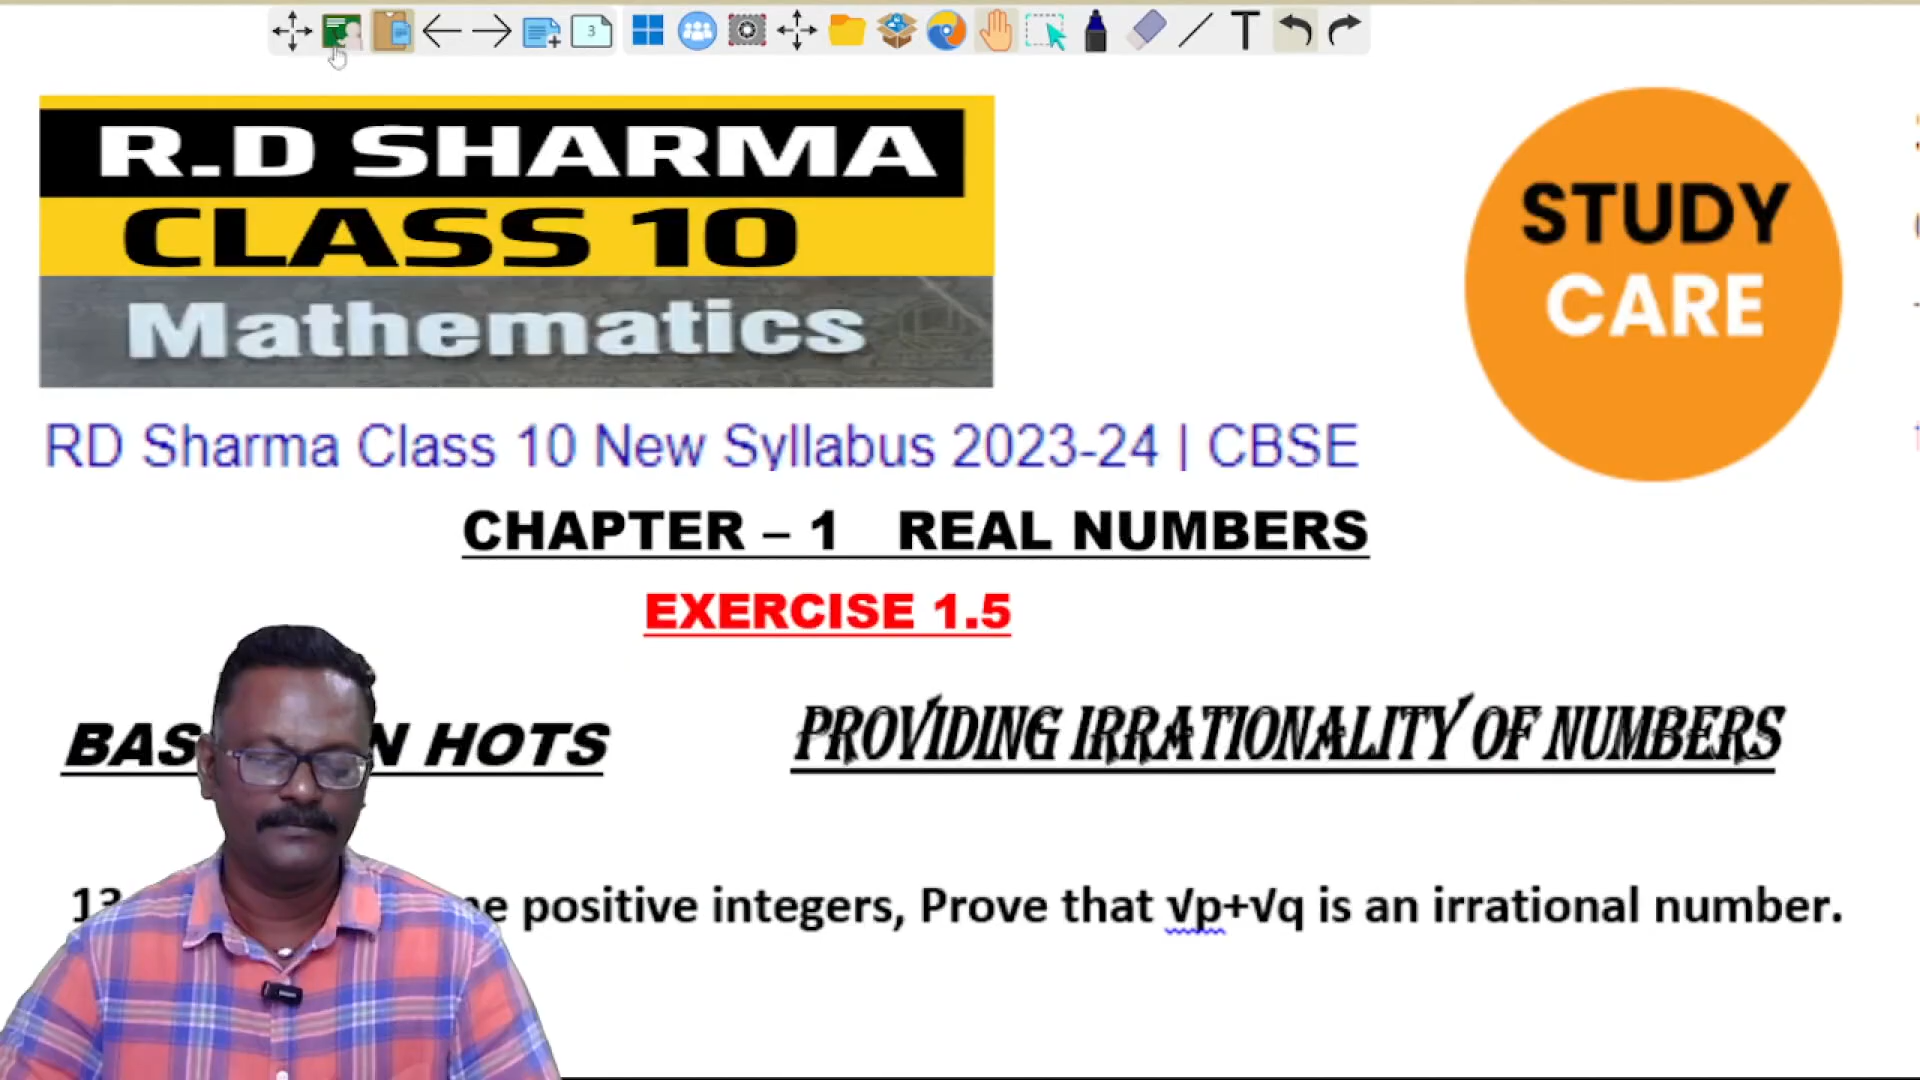 3
T
R.D SHARMA
CLASS 10
Mathematics
STUDY
CARE
RD Sharma Class 10 New Syllabus 2023-24 | CBSE
CHAPTER – 1 REAL NUMBERS
EXERCISE 1.5
HOTS
PROVIDING IRRATIONALITY OF NUMBERS
positive integers, Prove that √p+√q is an irrational number.